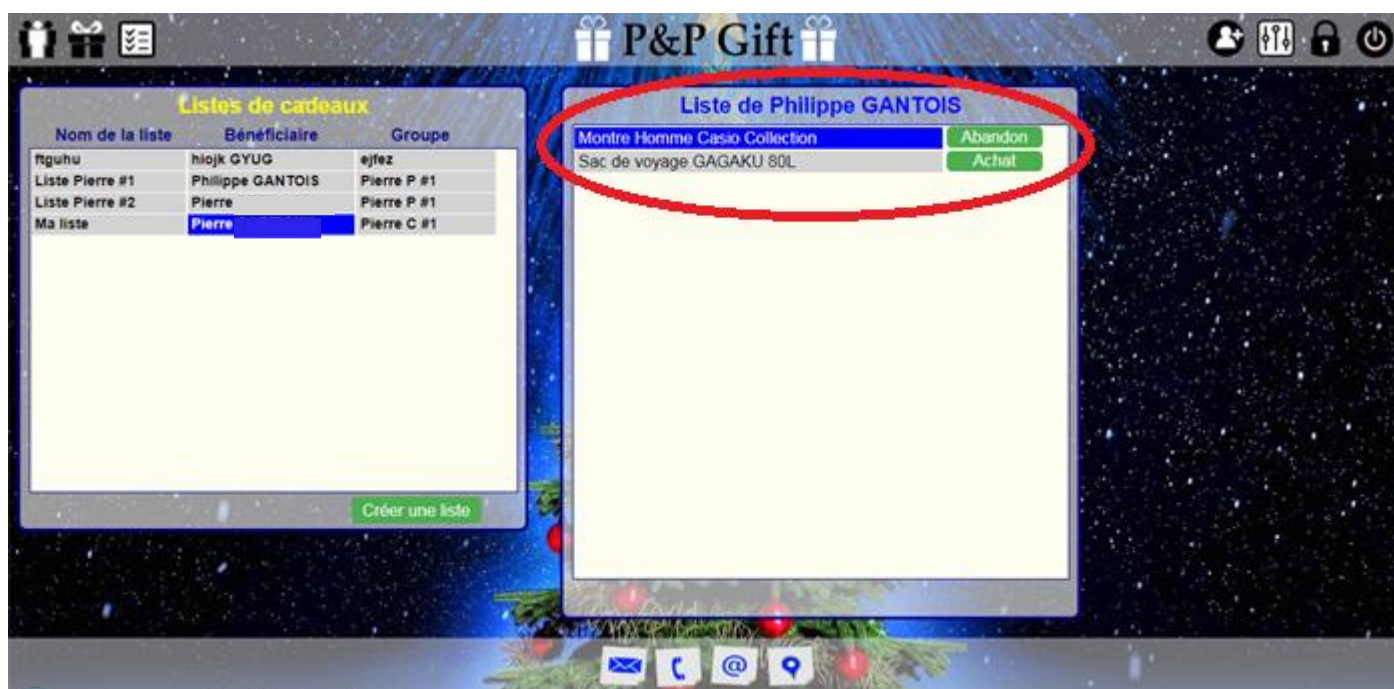 P&P Gift
Listes de cadeaux
Nom de la liste Bénéficiaire Groupe
ftguhu hiojk GYUG ejfez
Liste Pierre #1 Philippe GANTOIS Pierre P #1
Liste Pierre #2 Pierre Pierre P #1
Ma liste Pierre Pierre C #1
Créer une liste
Liste de Philippe GANTOIS
Montre Homme Casio Collection Abandon
Sac de voyage GAGAKU 80L Achat
@